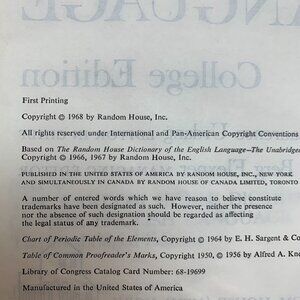 LANGUAGE
College Edition
First Printing
Copyright © 1968 by Random House, Inc.
All rights reserved under International and Pan-American Copyright Conventions
Based on The Random House Dictionary of the English Language—The Unabridged
Copyright © 1966, 1967 by Random House, Inc.
PUBLISHED IN THE UNITED STATES OF AMERICA BY RANDOM HOUSE, INC., NEW YORK
AND SIMULTANEOUSLY IN CANADA BY RANDOM HOUSE OF CANADA LIMITED, TORONTO
A number of entered words which we have reason to believe constitute
trademarks have been designated as such. However, neither the presence
nor the absence of such designation should be regarded as affecting
the legal status of any trademark.
Chart of Periodic Table of the Elements, Copyright © 1964 by E. H. Sargent & Co
Table of Common Proofreader's Marks, Copyright 1950, © 1956 by Alfred A. Kno
Library of Congress Catalog Card Number: 68-19699
Manufactured in the United States of America